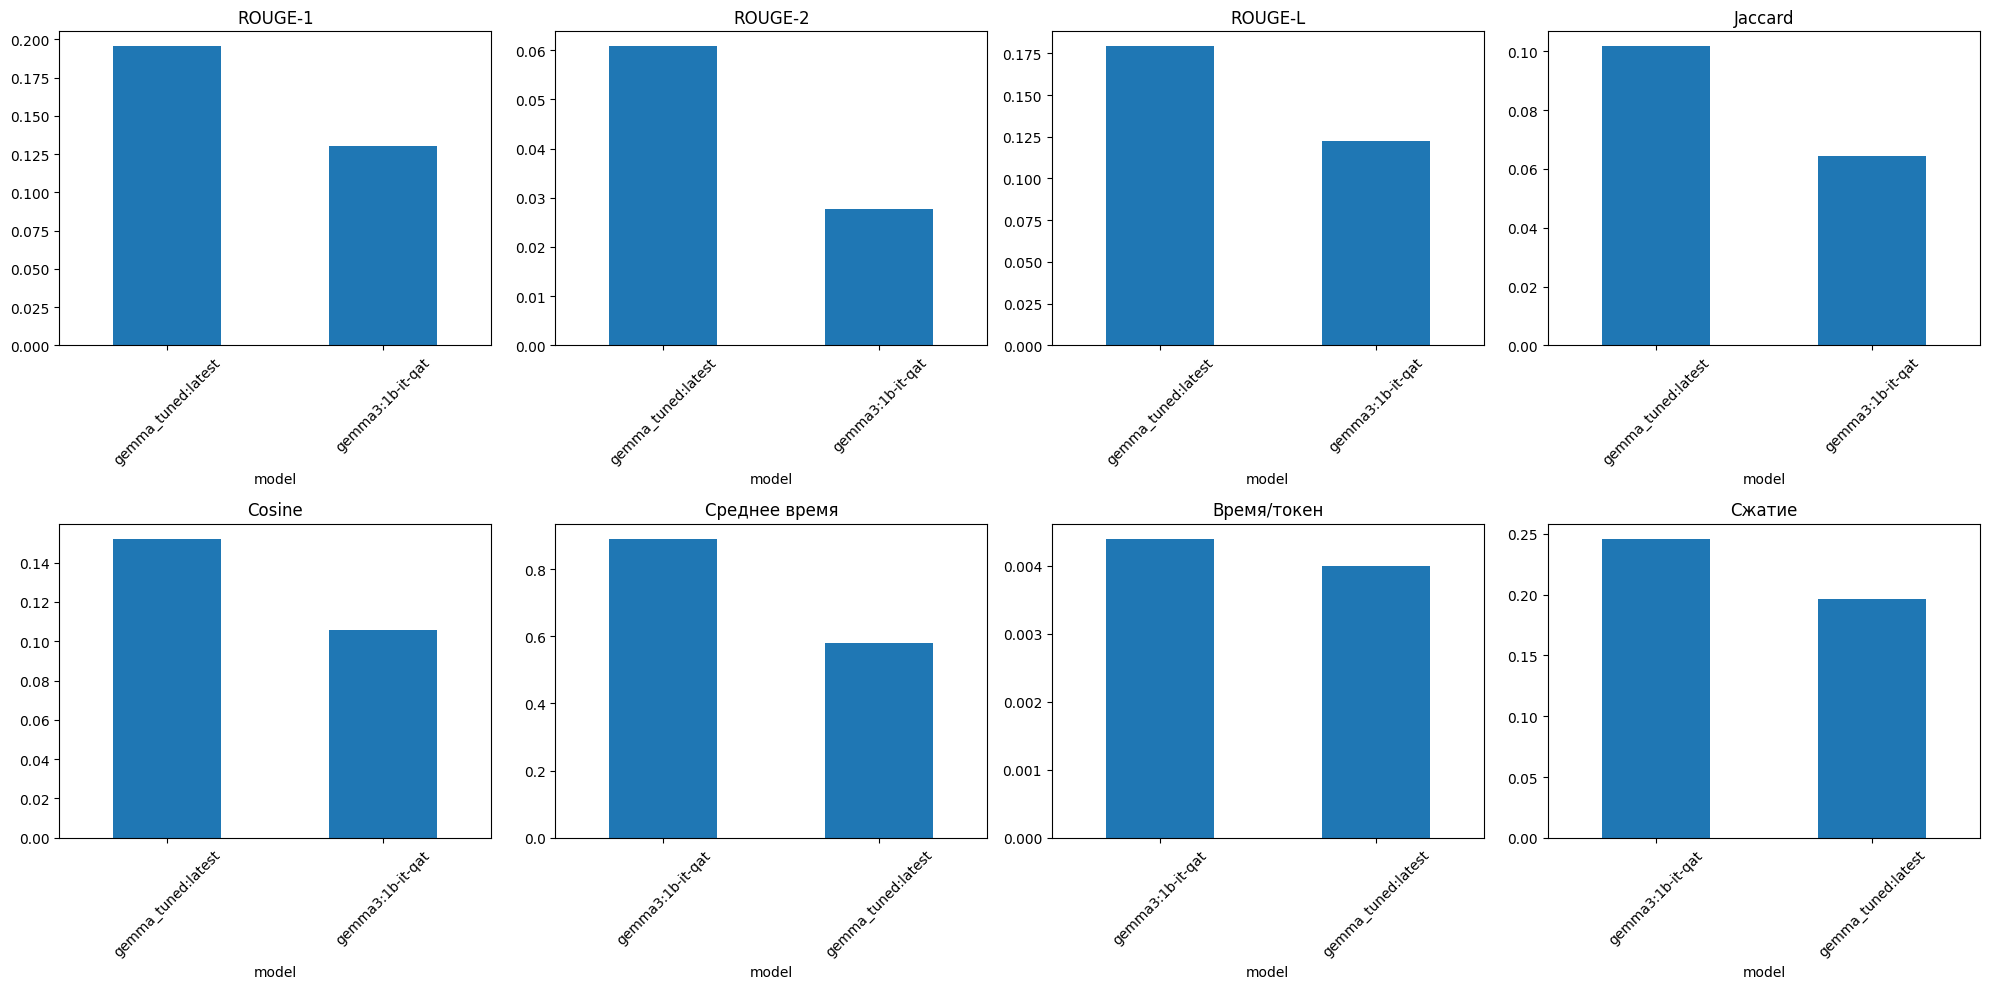 ROUGE-1
0.200
0.175
0.150
0.125
0.100
0.075
0.050
0.025
0.000
gemma_tuned:latest
gemma3:1b-it-qat
model
ROUGE-2
0.06
0.05
0.04
0.03
0.02
0.01
0.00
gemma_tuned:latest
gemma3:1b-it-qat
model
ROUGE-L
0.175
0.150
0.125
0.100
0.075
0.050
0.025
0.000
gemma_tuned:latest
gemma3:1b-it-qat
model
Jaccard
0.10
0.08
0.06
0.04
0.02
0.00
gemma_tuned:latest
gemma3:1b-it-qat
model
Cosine
0.14
0.12
0.10
0.08
0.06
0.04
0.02
0.00
gemma_tuned:latest
gemma3:1b-it-qat
model
Среднее время
0.8
0.6
0.4
0.2
0.0
gemma3:1b-it-qat
gemma_tuned:latest
model
Время/токен
0.004
0.003
0.002
0.001
0.000
gemma3:1b-it-qat
gemma_tuned:latest
model
Сжатие
0.25
0.20
0.15
0.10
0.05
0.00
gemma3:1b-it-qat
gemma_tuned:latest
model